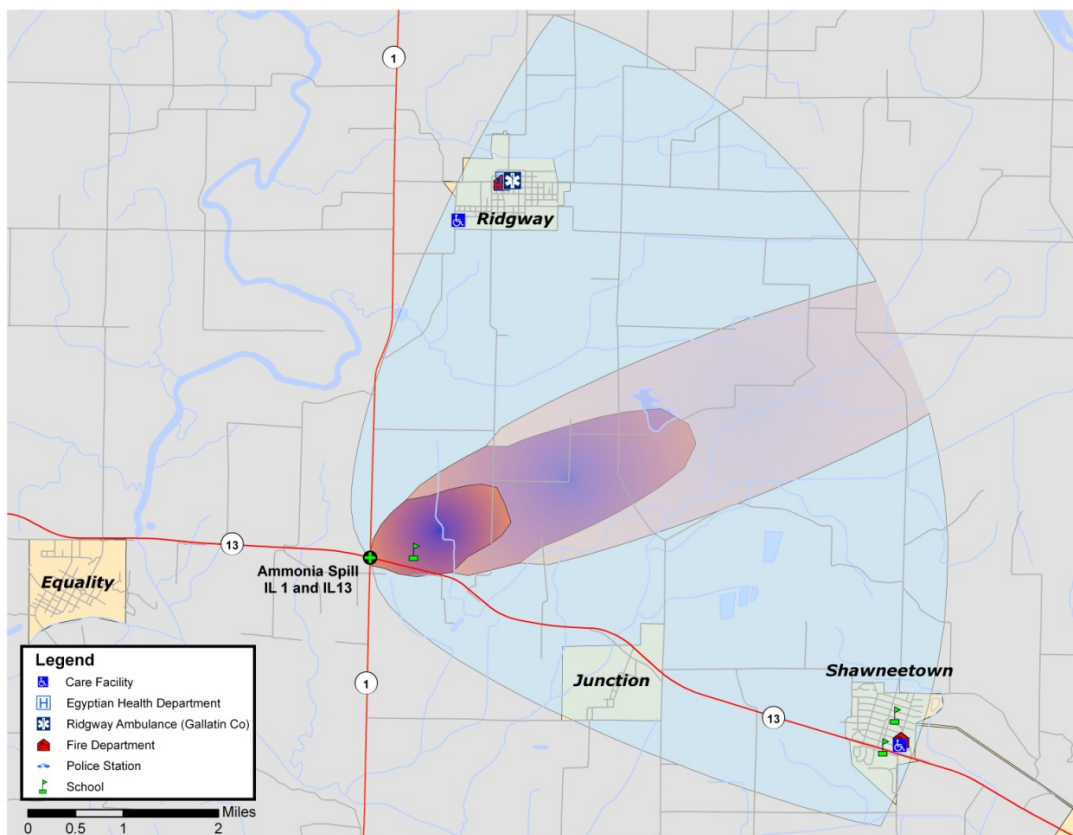 1
Ridgway
13
Ammonia Spill
IL 1 and IL13
Equality
1
Junction
Shawneetown
13
Legend
Care Facility
H Egyptian Health Department
Ridgway Ambulance (Gallatin Co)
Fire Department
Police Station
School
Miles
0 0.5 1 2